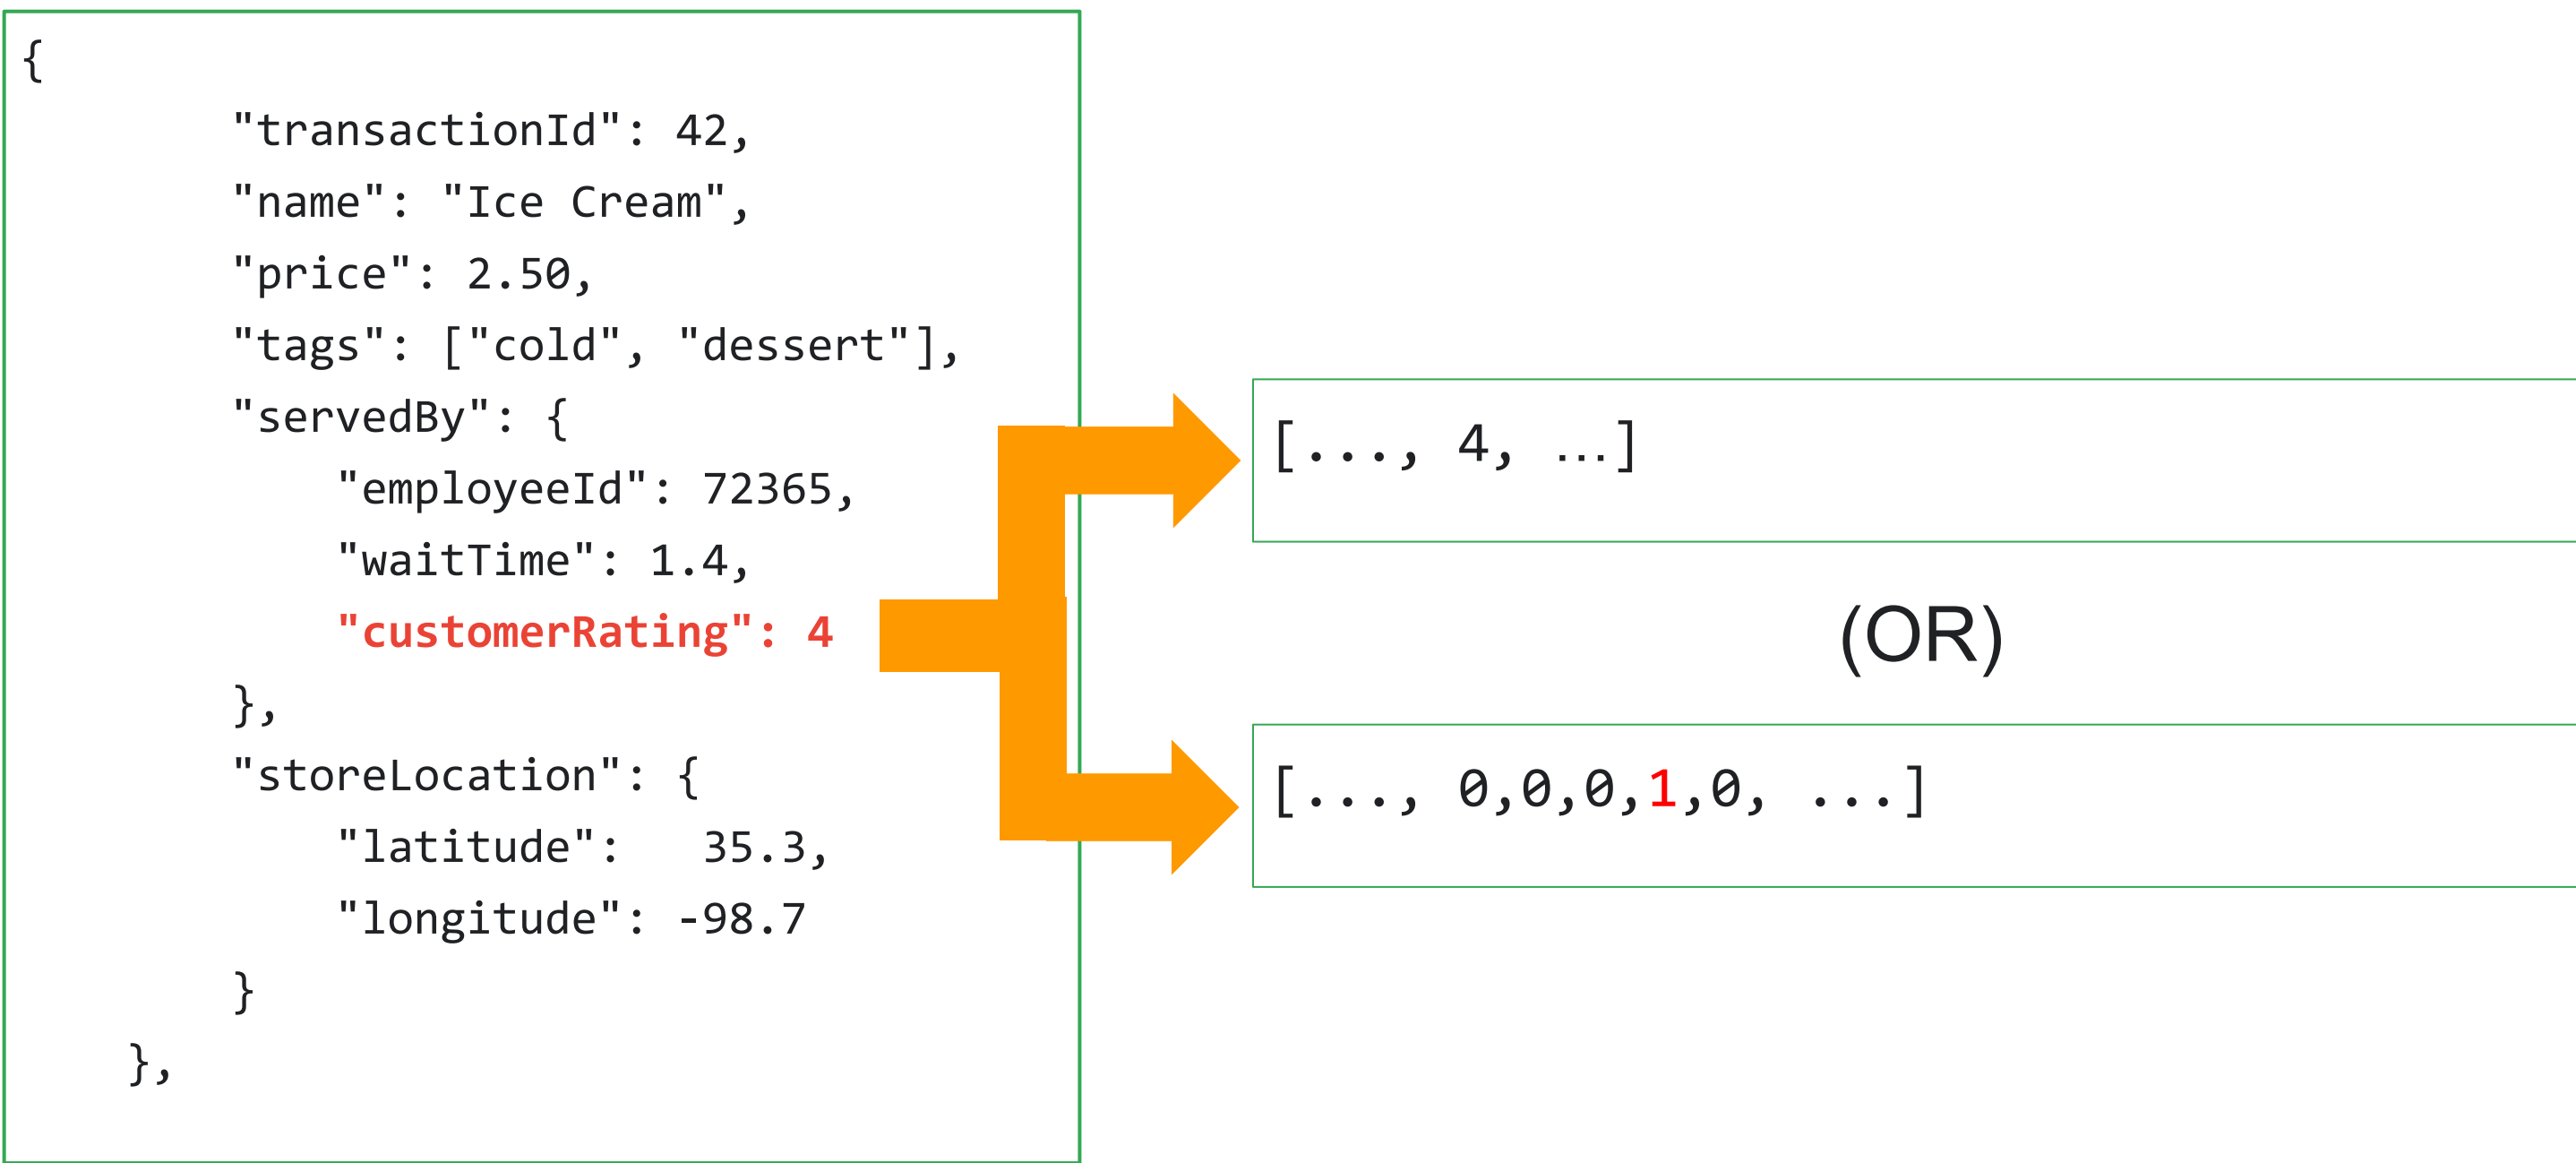 {
"transactionId": 42,
"name": "Ice Cream",
"price": 2.50,
"tags": ["cold", "dessert"],
"servedBy": {
"employeeId": 72365,
"waitTime": 1.4,
"customerRating": 4
},
"storeLocation": {
"latitude":   35.3,
"longitude": -98.7
}
},
[..., 4, ...]
(OR)
[..., 0,0,0,1,0, ...]